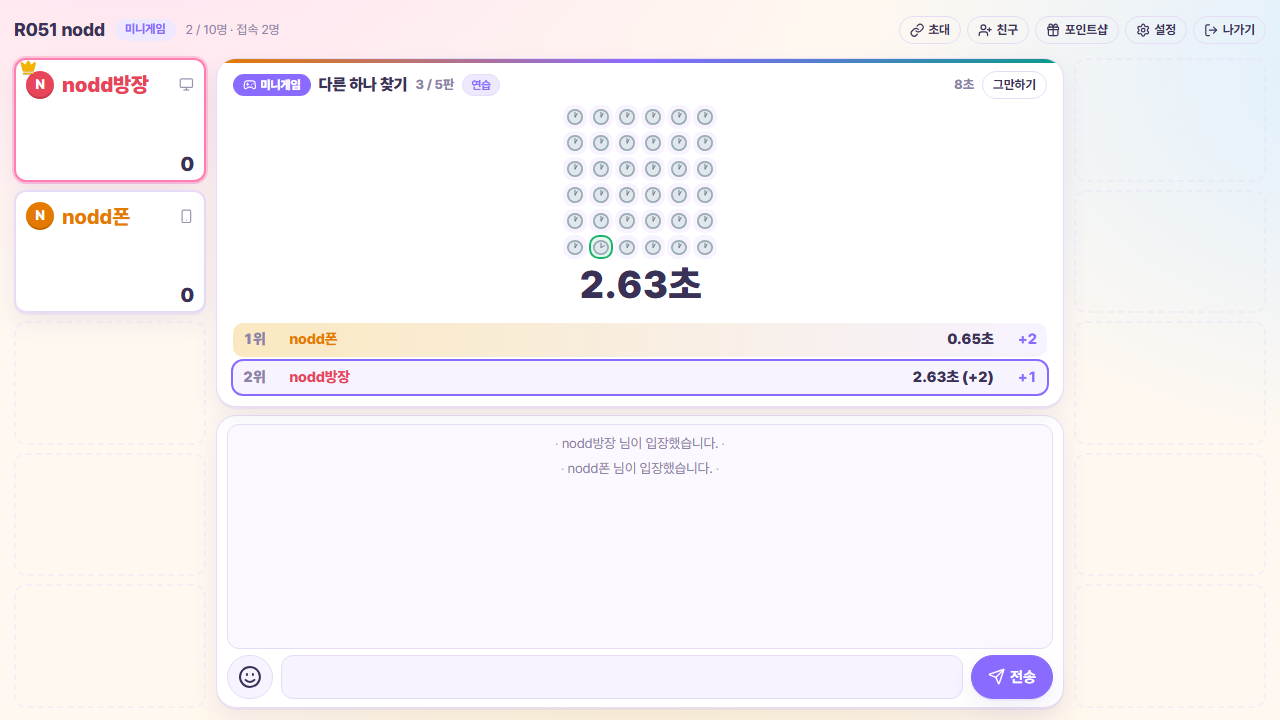 R051 nodd 미니게임 2 / 10명 · 접속 2명 초대 친구 포인트샵 설정 나가기
N nodd방장
0
N nodd폰
0
미니게임 다른 하나 찾기 3 / 5판 연습 8초 그만하기
2.63초
1위 nodd폰 0.65초 +2
2위 nodd방장 2.63초 (+2) +1
· nodd방장 님이 입장했습니다. ·
· nodd폰 님이 입장했습니다. ·
전송